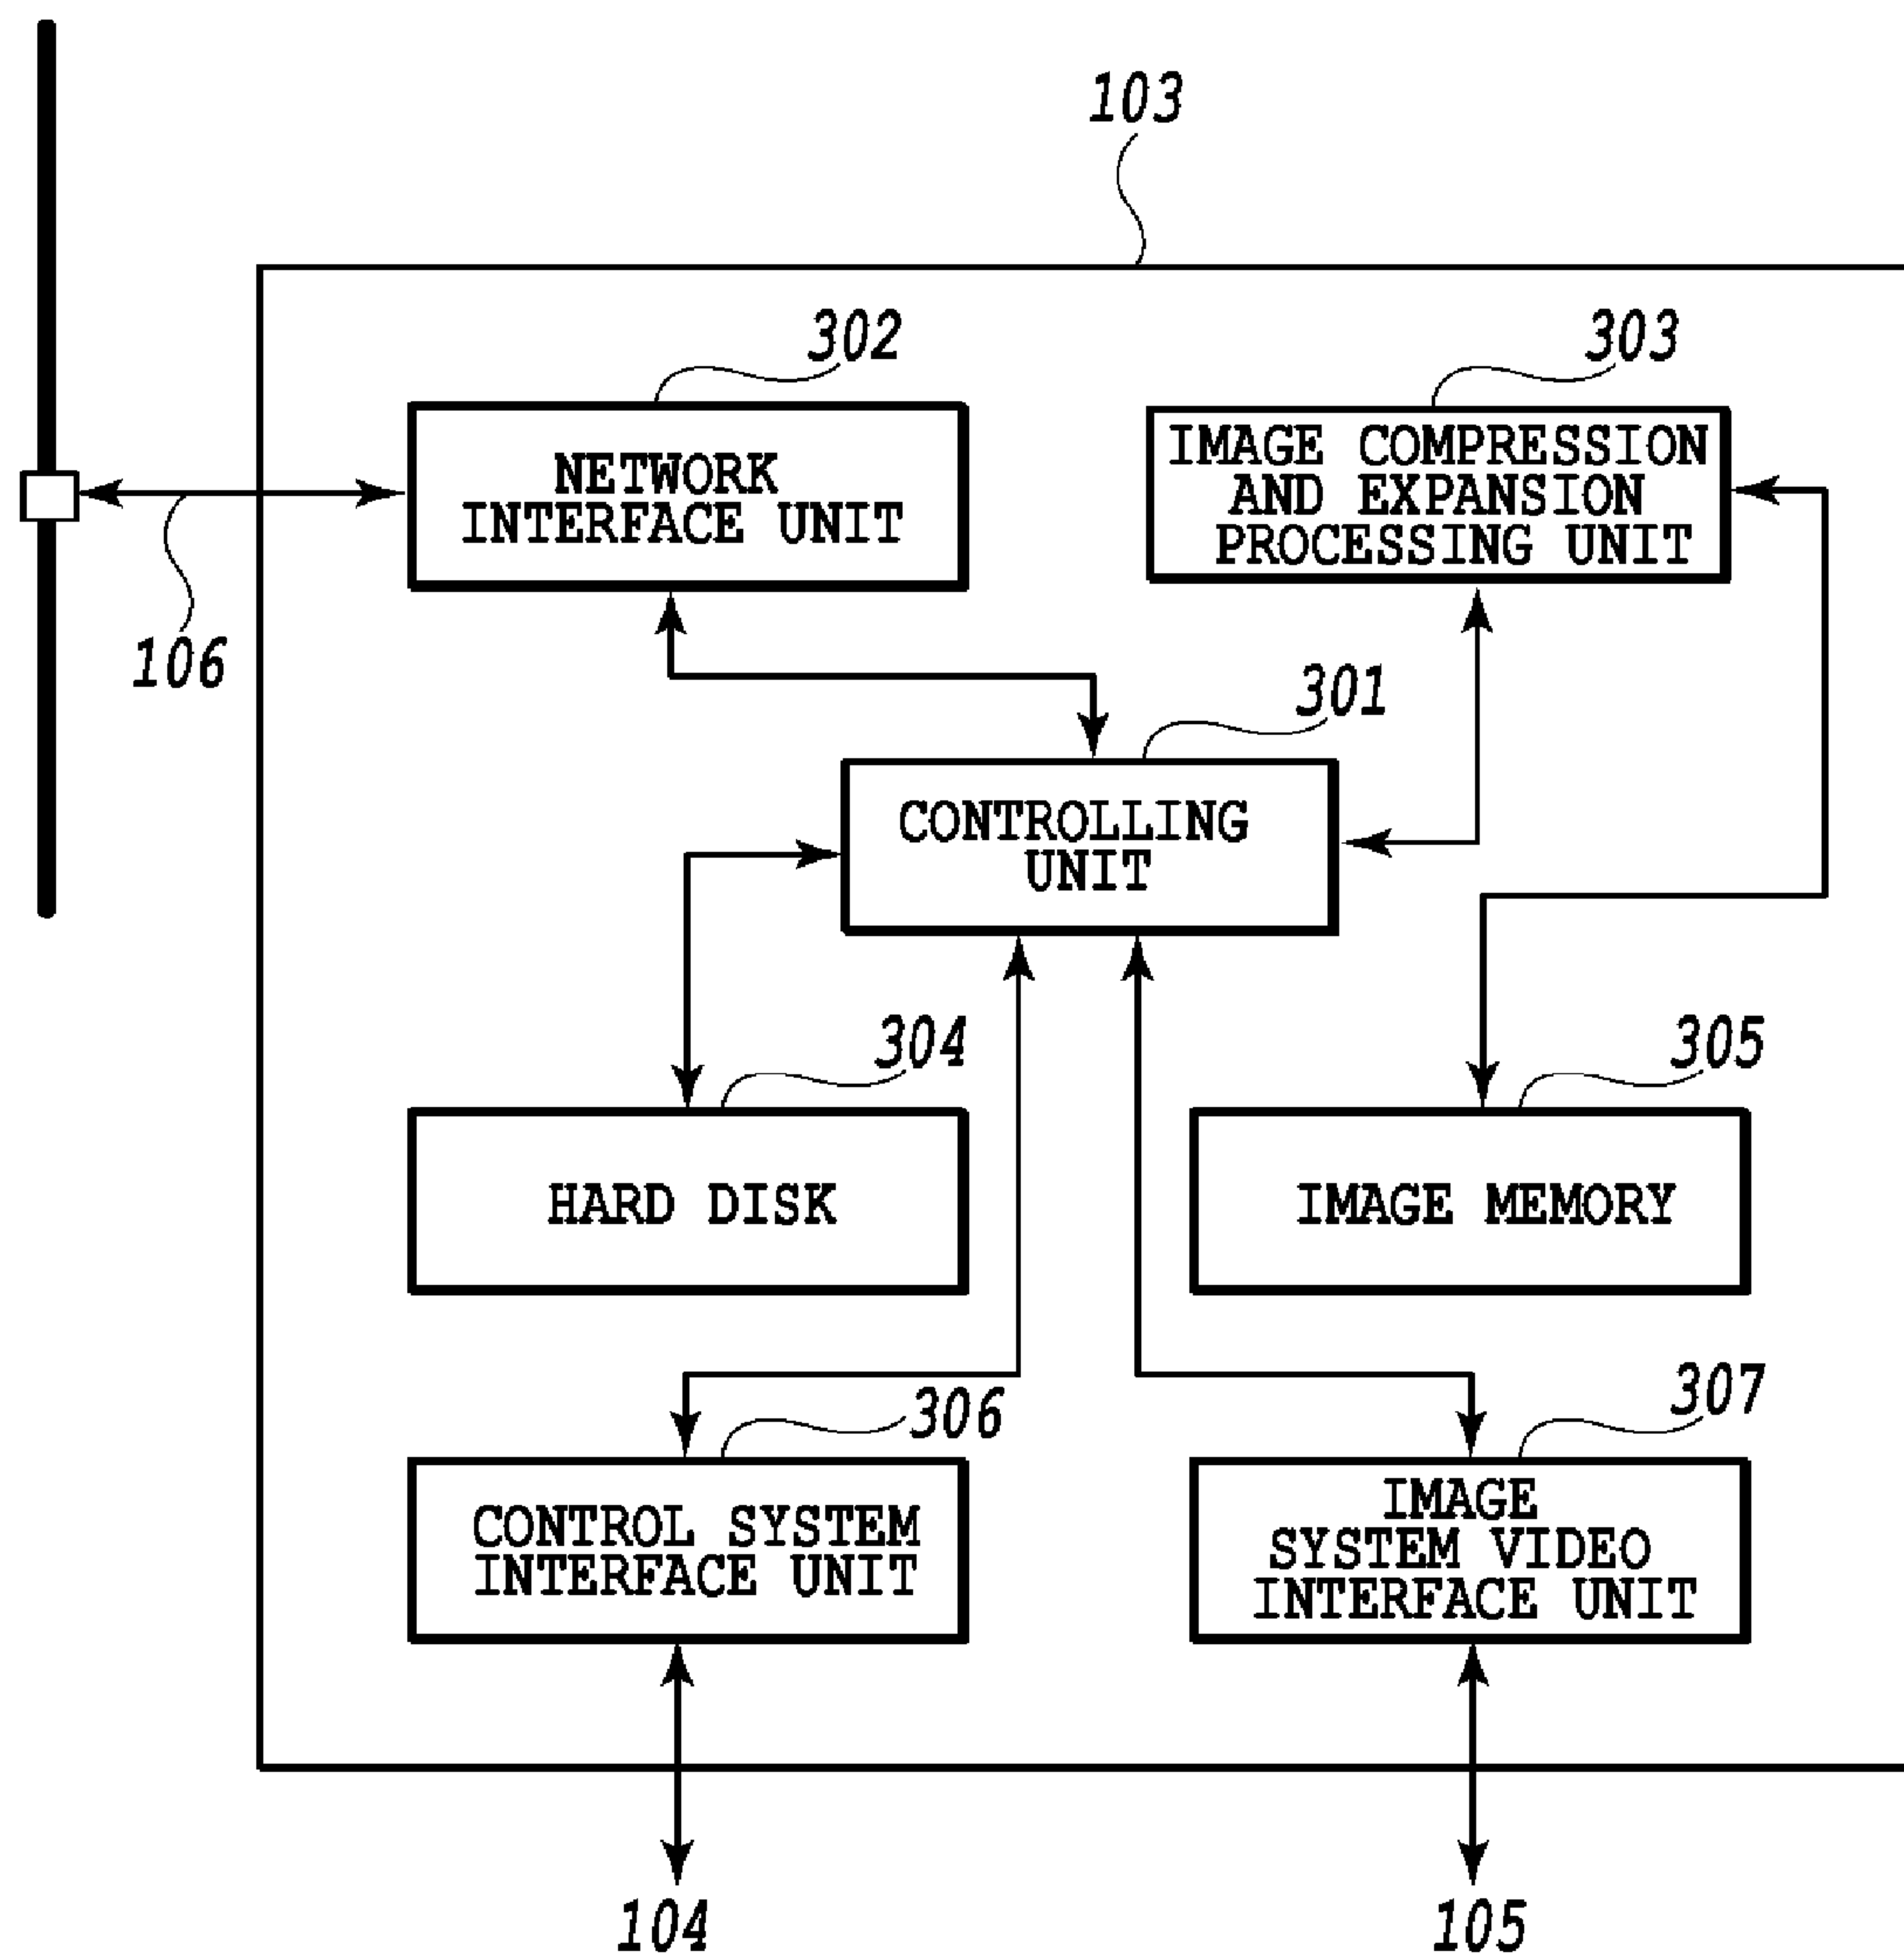 103
302
303
NETWORK
INTERFACE UNIT
IMAGE COMPRESSION
AND EXPANSION
PROCESSING UNIT
106
301
CONTROLLING
UNIT
304
305
HARD DISK
IMAGE MEMORY
306
307
CONTROL SYSTEM
INTERFACE UNIT
IMAGE
SYSTEM VIDEO
INTERFACE UNIT
104
105